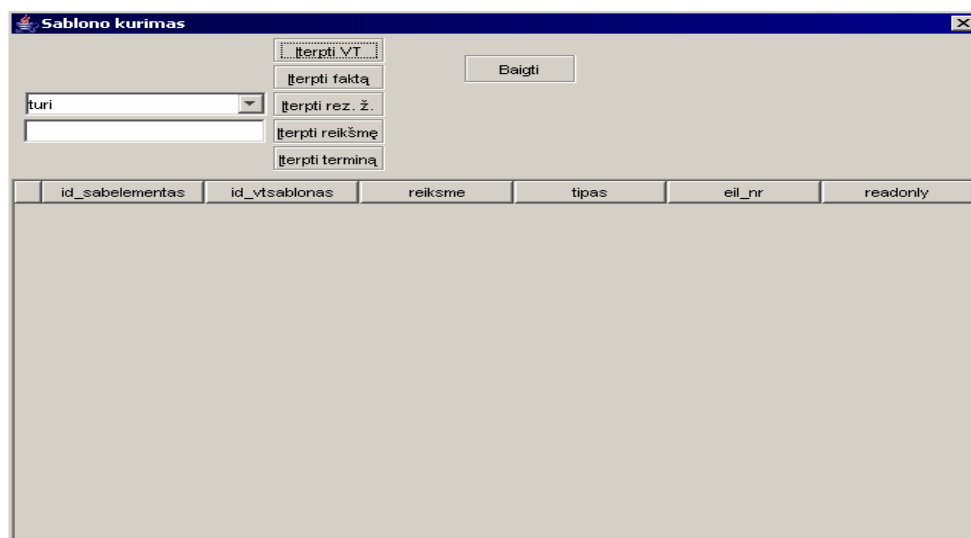 Sablono kurimas
Įterpti VT
Įterpti faktą
Baigti
turi
Įterpti rez. ž.
Įterpti reikšmę
Įterpti terminą
id_sabelementas id_vtsablonas reiksme tipas eil_nr readonly